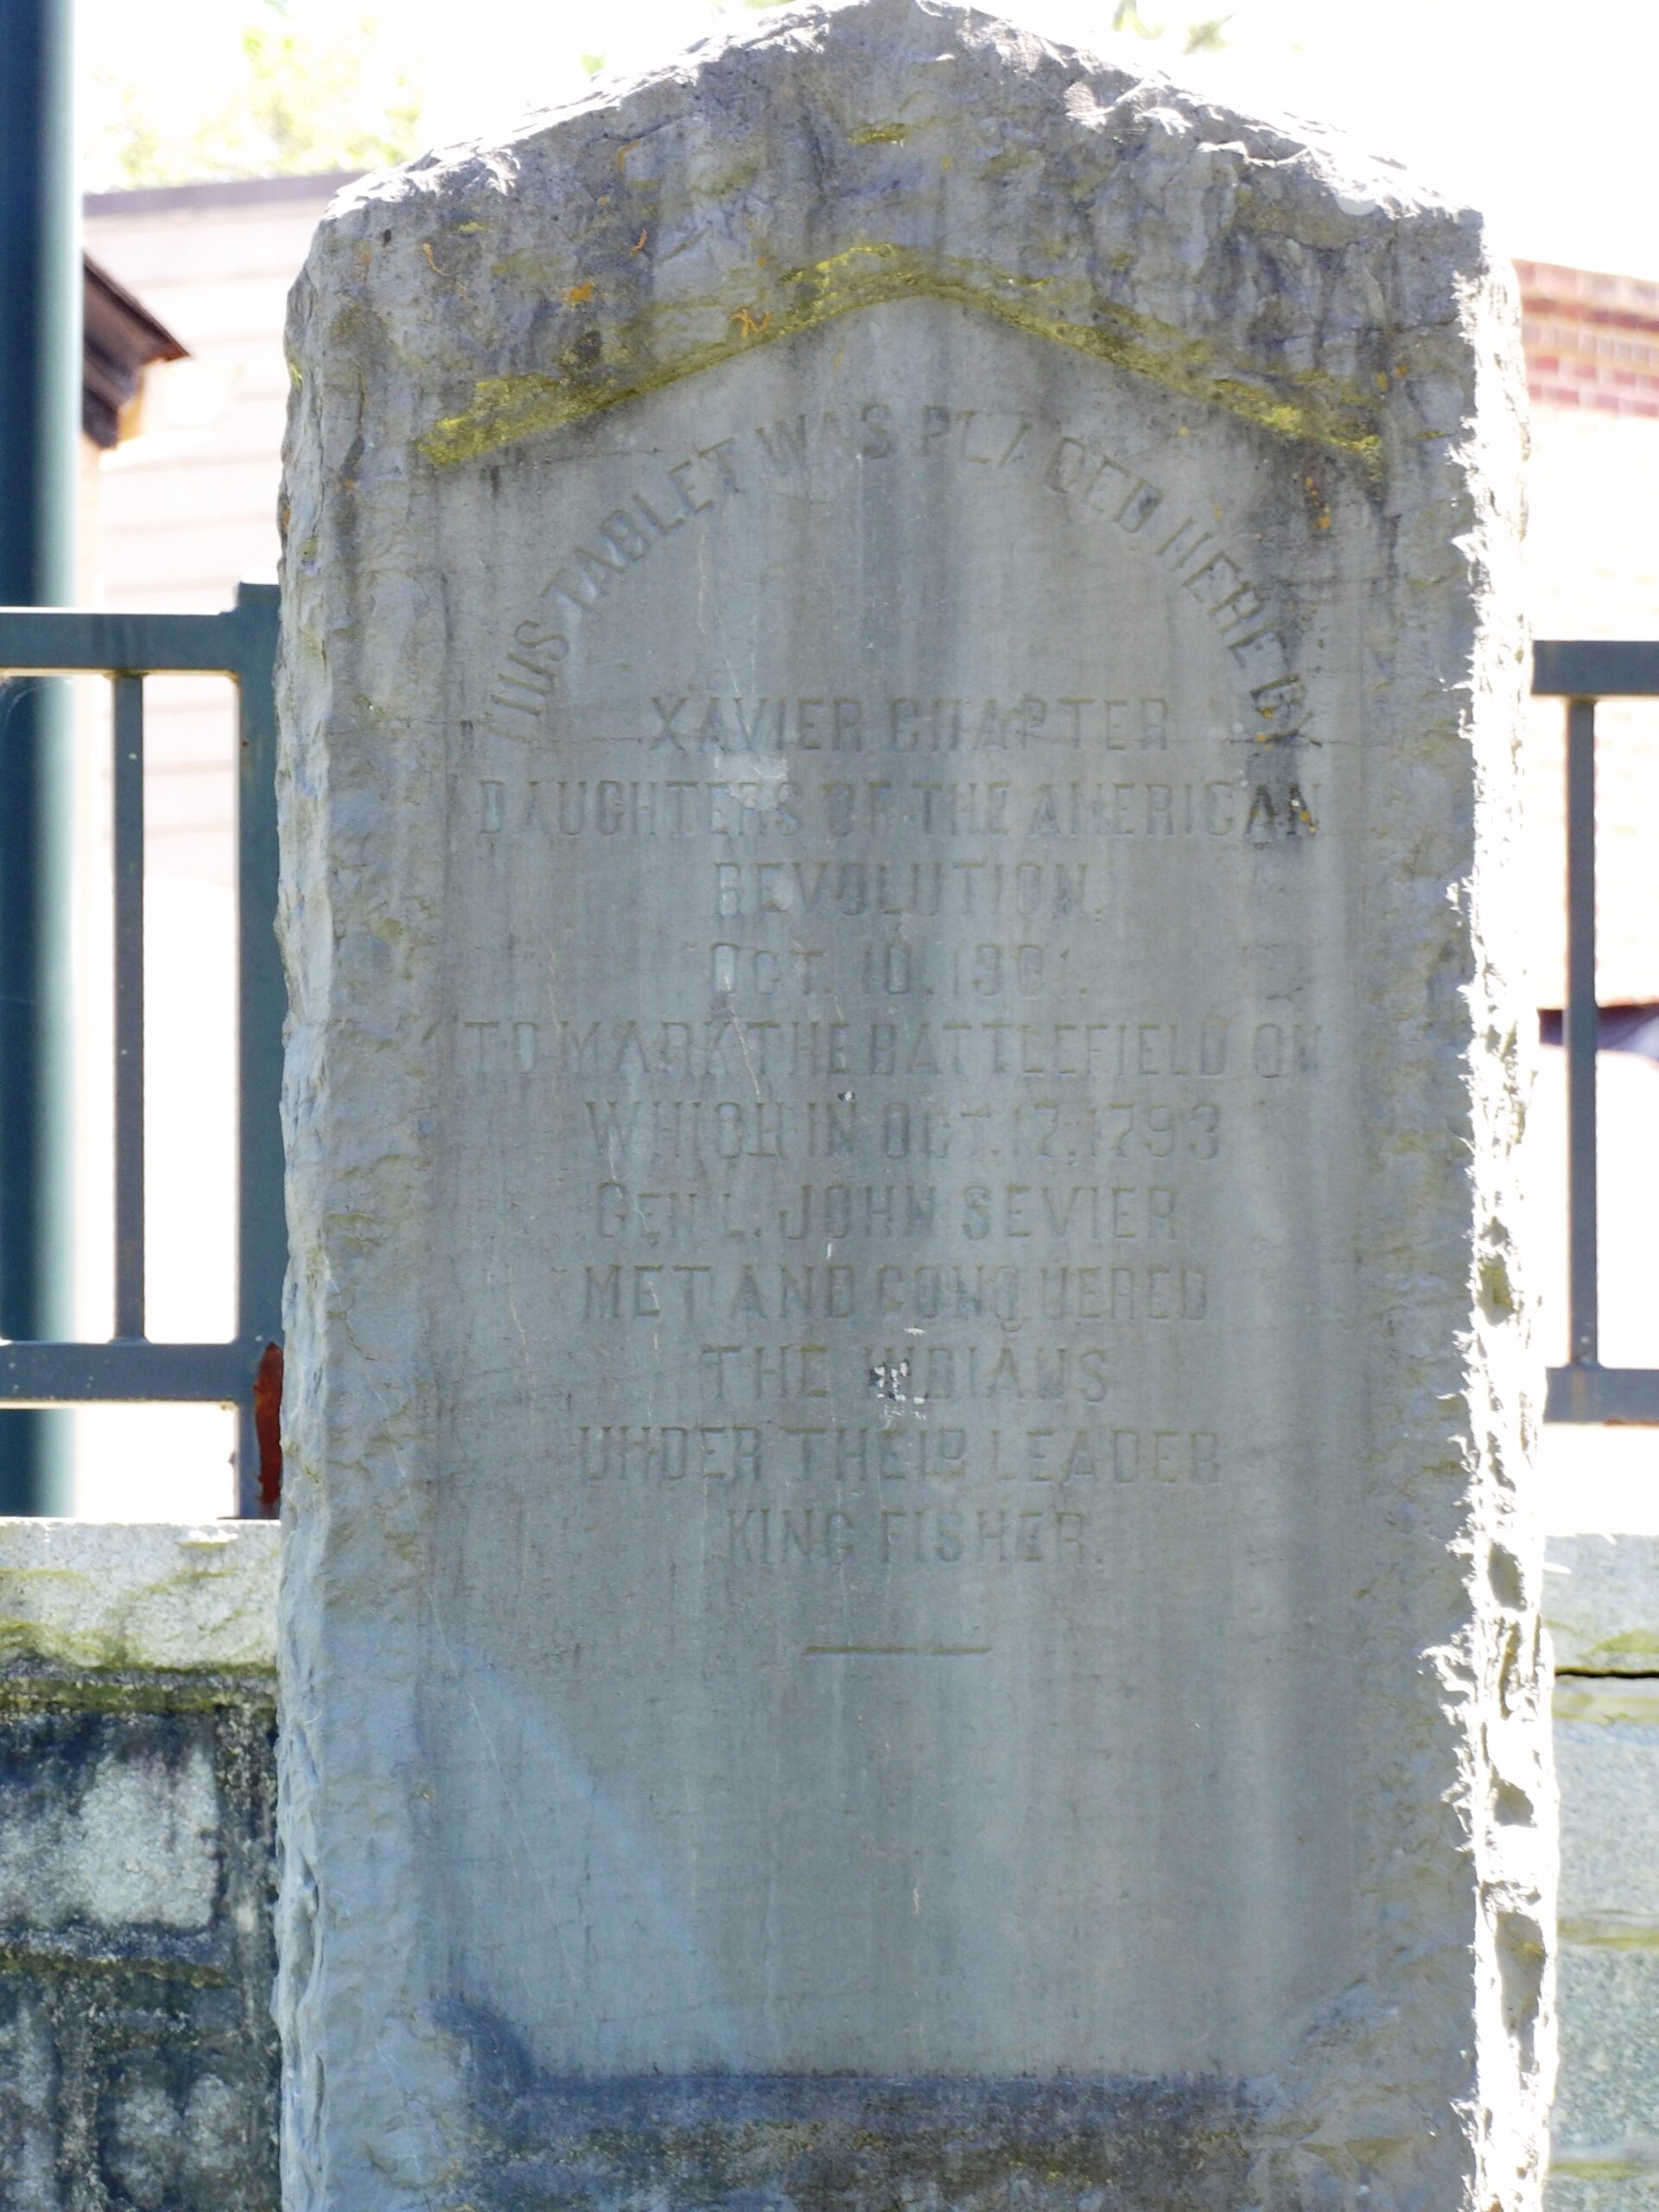 THIS TABLET WAS PLACED HERE BY
XAVIER CHAPTER
DAUGHTERS OF THE AMERICAN
REVOLUTION.
OCT. 10, 1901.
TO MARK THE BATTLEFIELD ON
WHICH IN OCT. 17, 1793
GEN'L. JOHN SEVIER
MET AND CONQUERED
THE INDIANS
UNDER THEIR LEADER
KING FISHER.